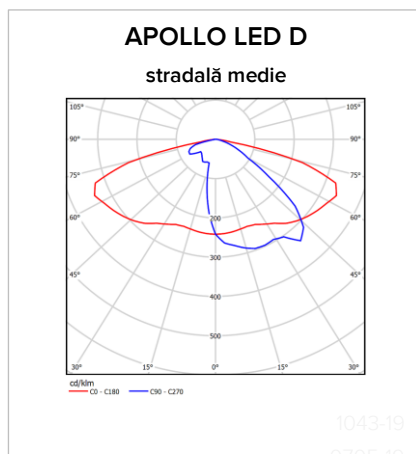 APOLLO LED D
stradală medie
105° 105°
90° 90°
75° 75°
60° 60°
200
45° 45°
300
400
500
30° 15° 0° 15° 30°
cd/klm
C0 - C180 C90 - C270
1043-19